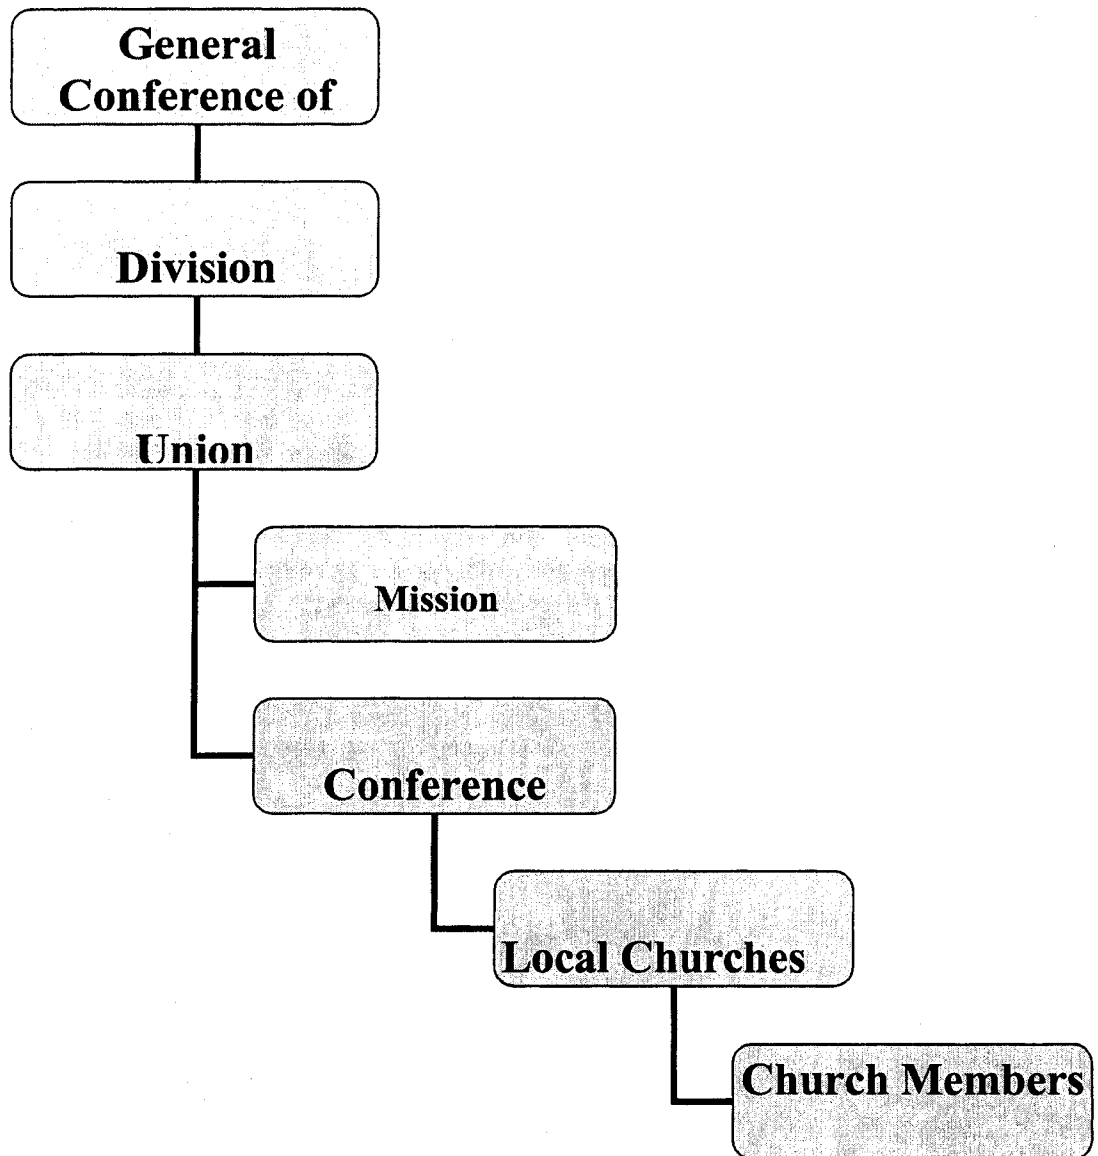 General
Conference of
Division
Union
Mission
Conference
Local Churches
Church Members